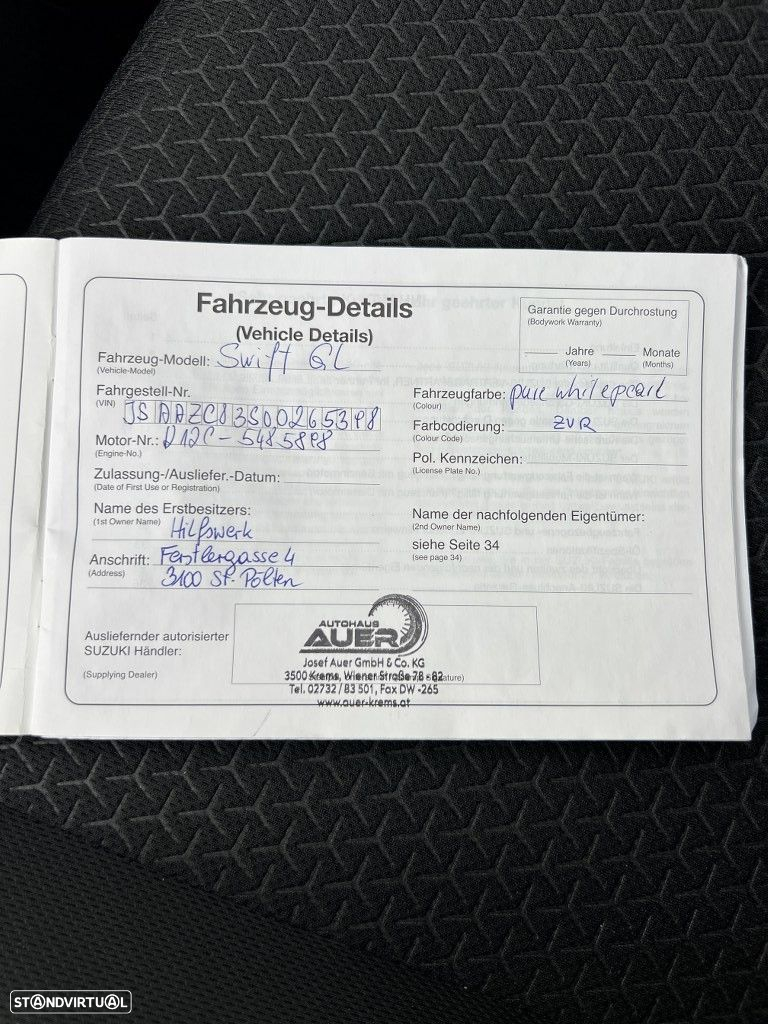 Fahrzeug-Details
(Vehicle Details)
Garantie gegen Durchrostung
(Bodywork Warranty)
Jahre Monate
(Years) (Months)
Fahrzeug-Modell: Swift GL
(Vehicle-Model)
Fahrgestell-Nr.
(VIN) JSAAZC83S00265398
Motor-Nr.: D12C-5485898
(Engine-No.)
Zulassung-/Ausliefer.-Datum:
(Date of First Use or Registration)
Name des Erstbesitzers:
(1st Owner Name) Hilfswerk
Anschrift: Ferstlergasse 4
(Address) 3100 St. Pölten
Fahrzeugfarbe: pure white pearl
(Colour)
Farbcodierung: ZVR
(Colour Code)
Pol. Kennzeichen:
(License Plate No.)
Name der nachfolgenden Eigentümer:
(2nd Owner Name)
siehe Seite 34
(see page 34)
Ausliefernder autorisierter
SUZUKI Händler:
(Supplying Dealer)
AUTOHAUS
AUER
Josef Auer GmbH & Co. KG
3500 Krems, Wiener Straße 78 - 82
Tel. 02732 / 83 501, Fax DW -265
www.auer-krems.at
STANDVIRTUAL